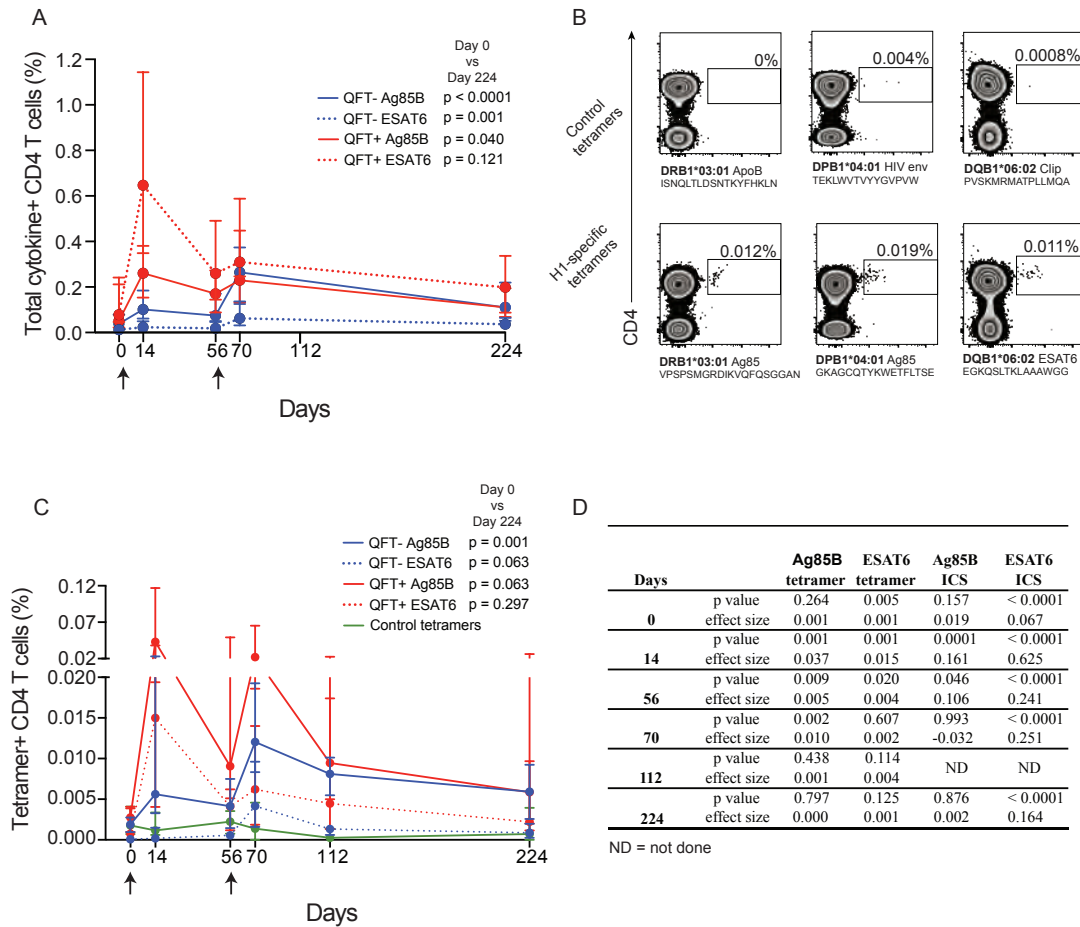 A
Day 0
vs
Day 224
QFT- Ag85B p < 0.0001
QFT- ESAT6 p = 0.001
QFT+ Ag85B p = 0.040
QFT+ ESAT6 p = 0.121
Total cytokine+ CD4 T cells (%)
1.2
1.0
0.8
0.6
0.4
0.2
0.0
0 14 56 70 112 224
Days
B
Control
tetramers
0% 0.004% 0.0008%
DRB1*03:01 ApoB DPB1*04:01 HIV env DQB1*06:02 Clip
ISNQLTLDSNTKYFHKLN TEKLWVTVYYGVPVW PVSKMRMATPLLMQA
H1-specific
tetramers
0.012% 0.019% 0.011%
CD4
DRB1*03:01 Ag85 DPB1*04:01 Ag85 DQB1*06:02 ESAT6
VPSPSMGRDIKVQFQSGGAN GKAGCQTYKWETFLTSE EGKQSLTKLAAAWGG
C
Day 0
vs
Day 224
QFT- Ag85B p = 0.001
QFT- ESAT6 p = 0.063
QFT+ Ag85B p = 0.063
QFT+ ESAT6 p = 0.297
Control tetramers
Tetramer+ CD4 T cells (%)
0.12
0.07
0.02
0.020
0.015
0.010
0.005
0.000
0 14 56 70 112 224
Days
D
Ag85B ESAT6 Ag85B ESAT6
Days tetramer tetramer ICS ICS
p value 0.264 0.005 0.157 < 0.0001
0 effect size 0.001 0.001 0.019 0.067
p value 0.001 0.001 0.0001 < 0.0001
14 effect size 0.037 0.015 0.161 0.625
p value 0.009 0.020 0.046 < 0.0001
56 effect size 0.005 0.004 0.106 0.241
p value 0.002 0.607 0.993 < 0.0001
70 effect size 0.010 0.002 -0.032 0.251
p value 0.438 0.114 ND ND
112 effect size 0.001 0.004
p value 0.797 0.125 0.876 < 0.0001
224 effect size 0.000 0.001 0.002 0.164
ND = not done